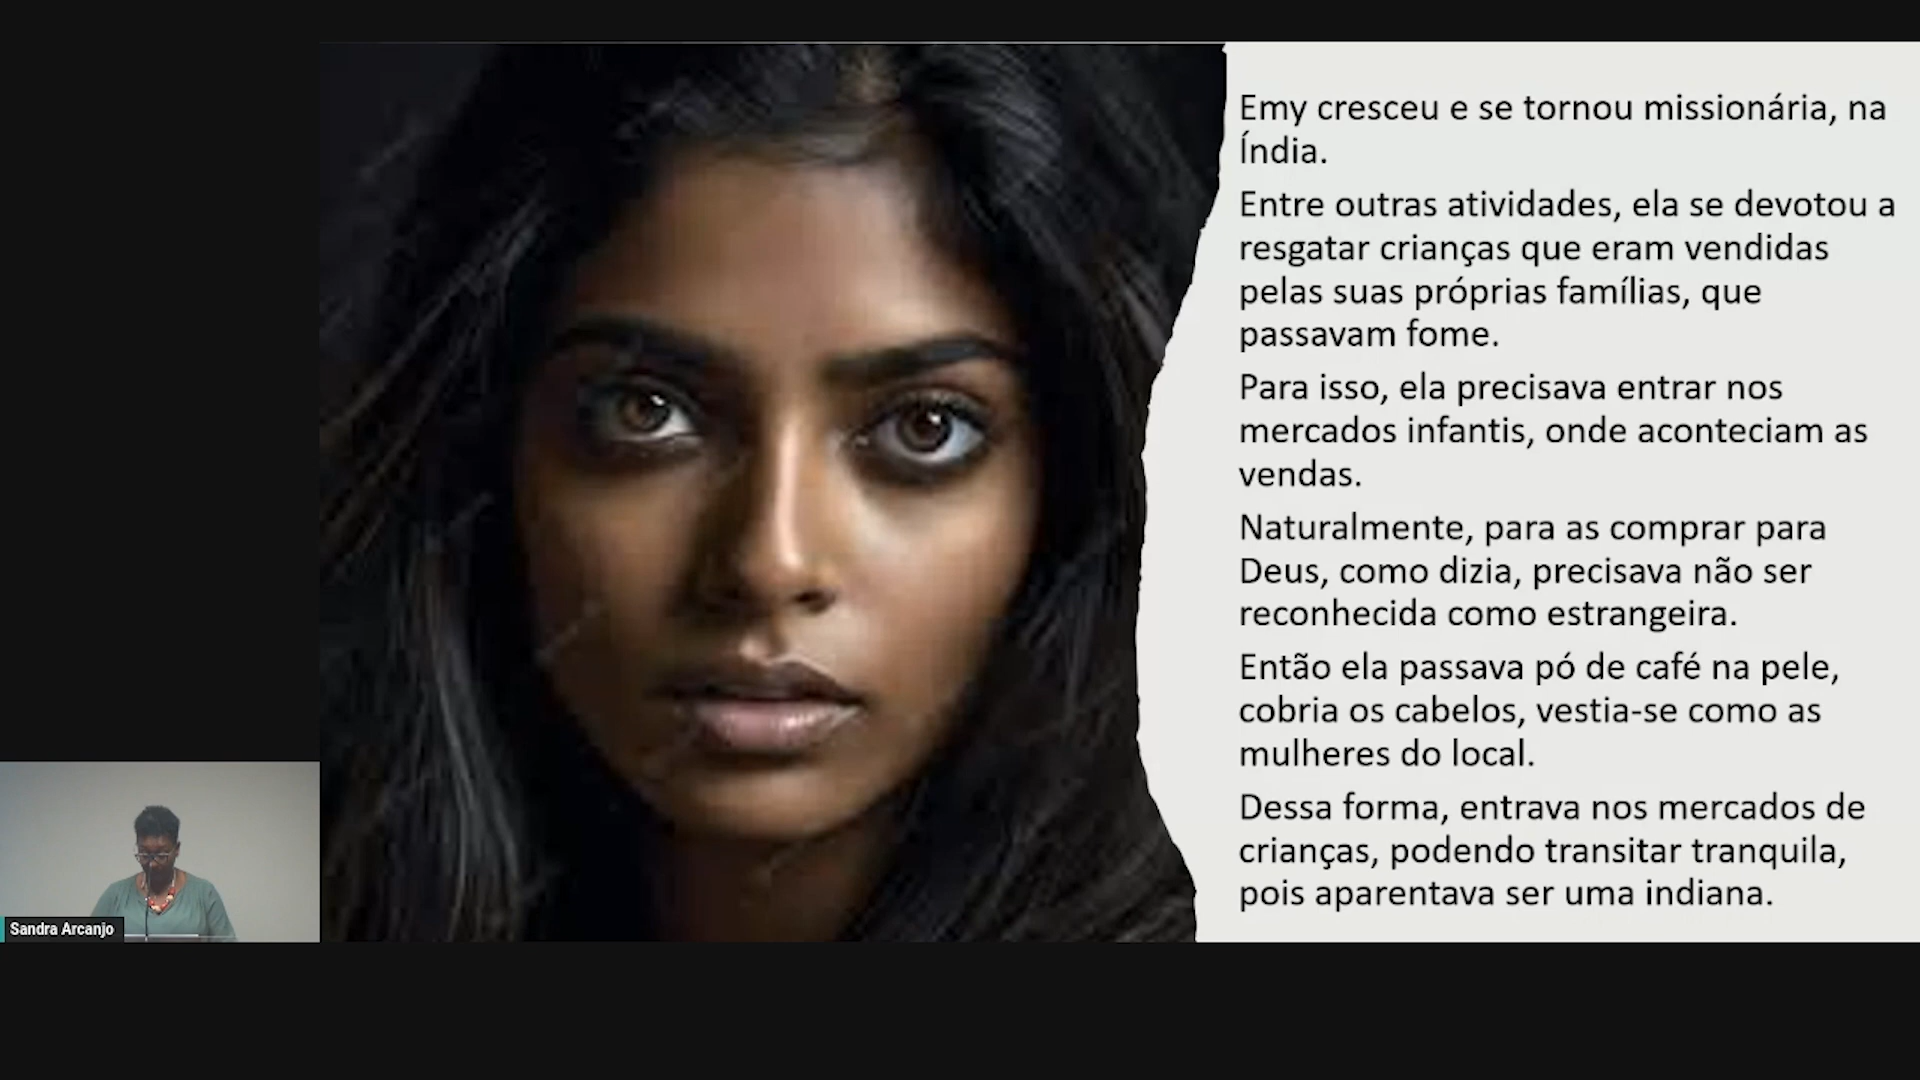 Emy cresceu e se tornou missionária, na
Índia.
Entre outras atividades, ela se devotou a
resgatar crianças que eram vendidas
pelas suas próprias famílias, que
passavam fome.
Para isso, ela precisava entrar nos
mercados infantis, onde aconteciam as
vendas.
Naturalmente, para as comprar para
Deus, como dizia, precisava não ser
reconhecida como estrangeira.
Então ela passava pó de café na pele,
cobria os cabelos, vestia-se como as
mulheres do local.
Dessa forma, entrava nos mercados de
crianças, podendo transitar tranquila,
pois aparentava ser uma indiana.
Sandra Arcanjo